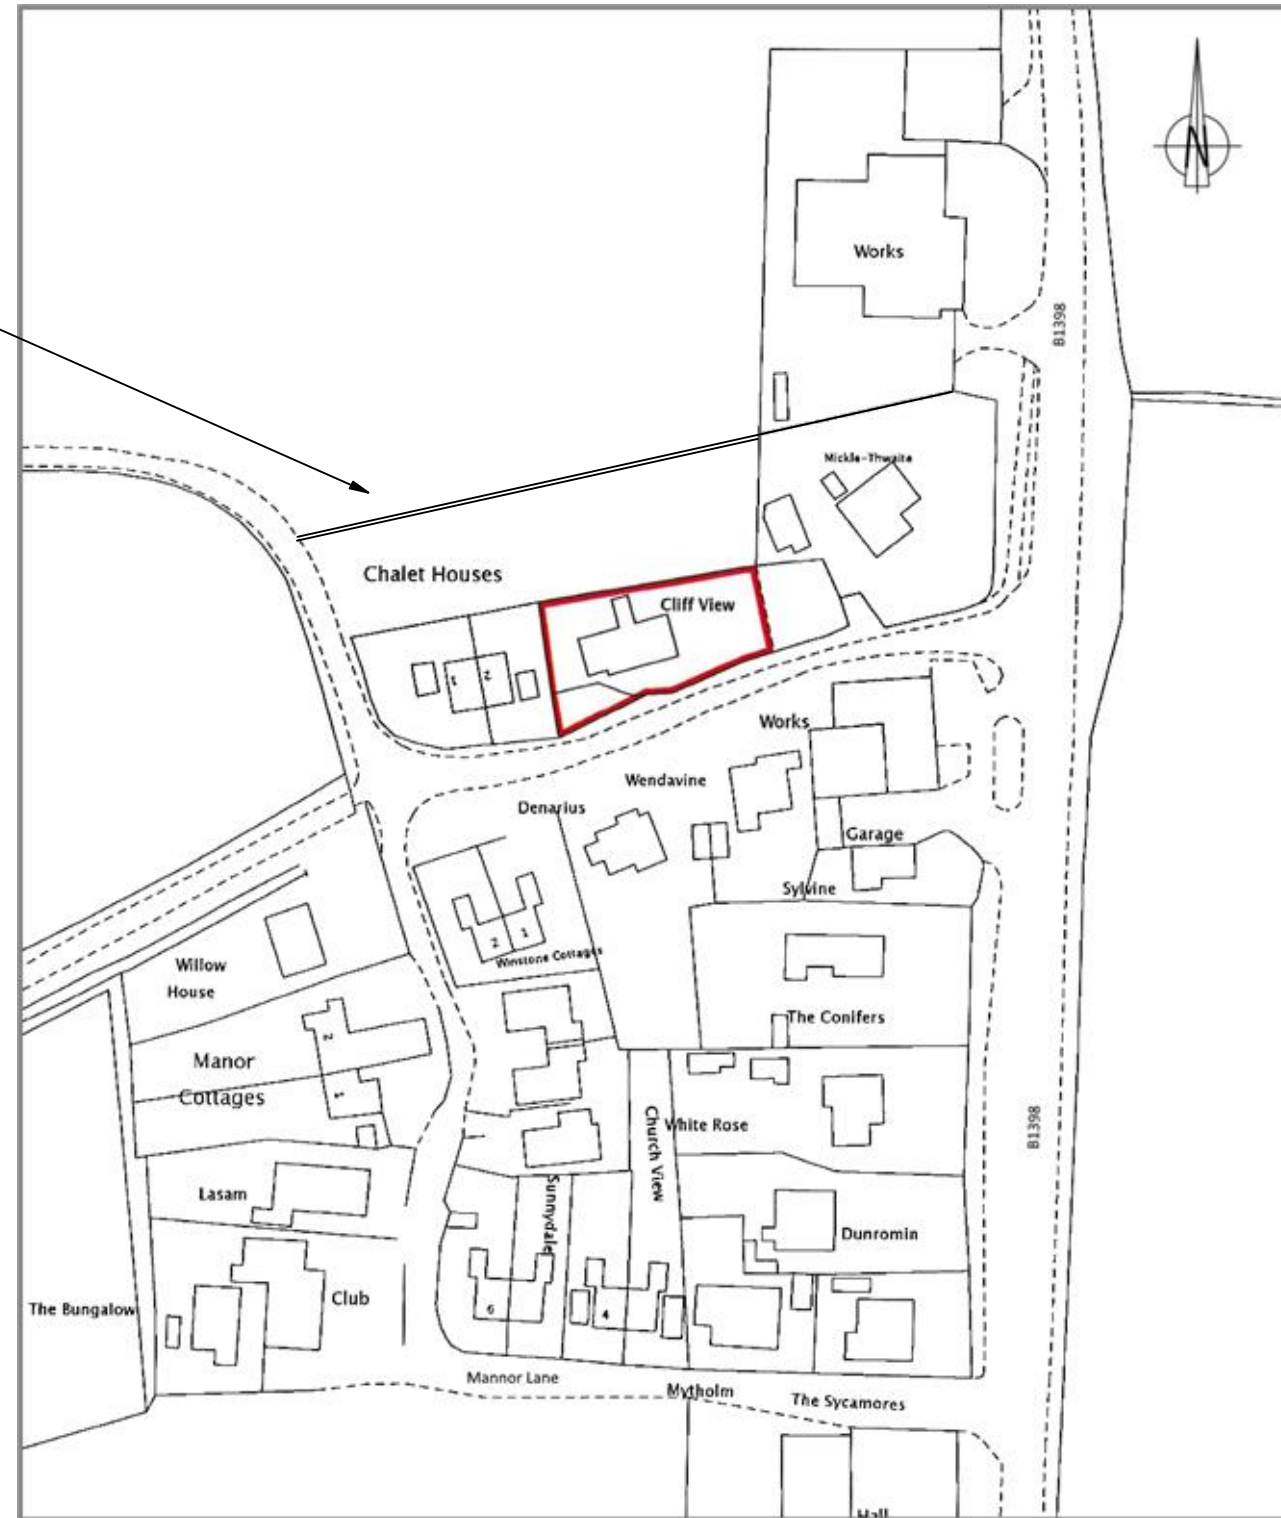 N
Works
B1398
Mickle-Thwaite
Chalet Houses
Cliff View
1
2
Works
Wendavine
Denarius
Garage
Sylvine
2
1
Winstone Cottages
Willow
House
The Conifers
2
Manor
Cottages
1
White Rose
Church View
B1398
Lasam
Sunnydale
Dunromin
Club
The Bungalow
6
4
Mannor Lane
Mytholm
The Sycamores
Hall